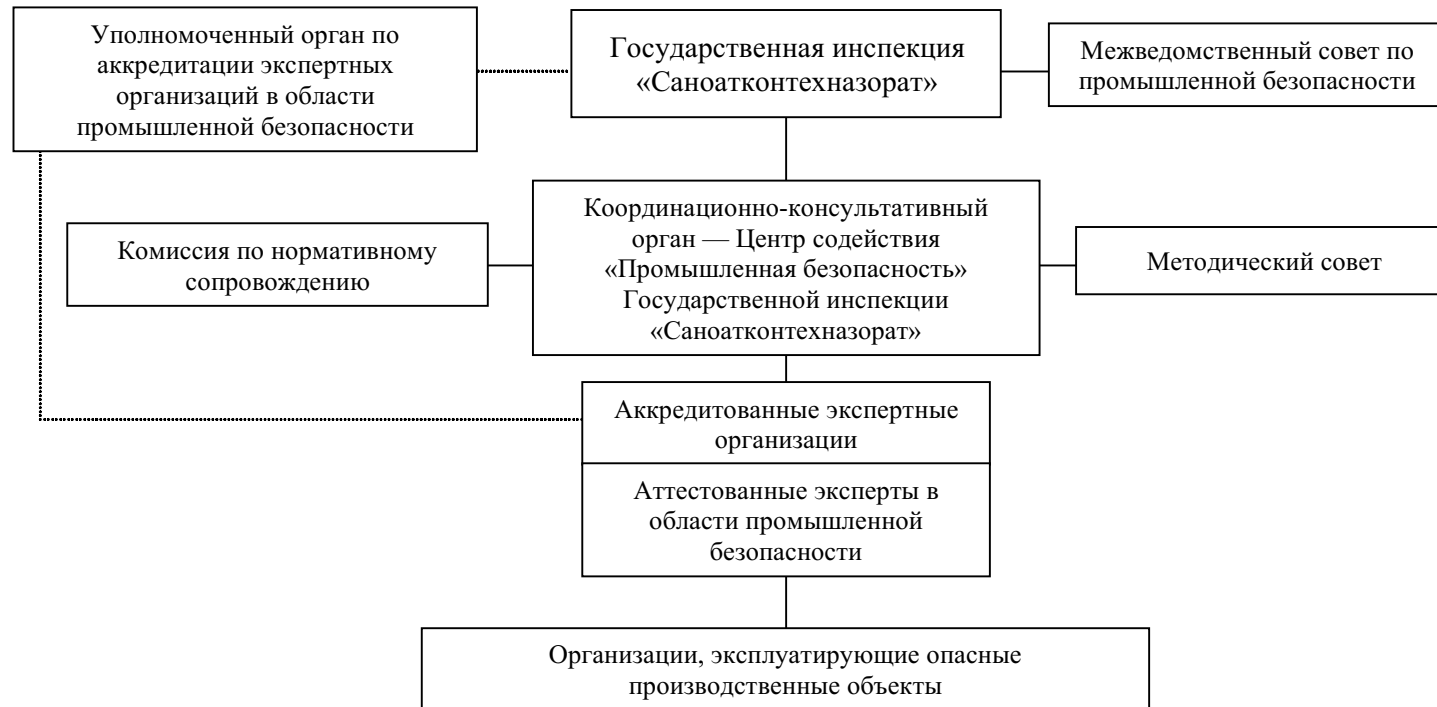 Уполномоченный орган по
аккредитации экспертных
организаций в области
промышленной безопасности
Государственная инспекция
«Саноатконтехназорат»
Межведомственный совет по
промышленной безопасности
Комиссия по нормативному
сопровождению
Координационно-консультативный
орган — Центр содействия
«Промышленная безопасность»
Государственной инспекции
«Саноатконтехназорат»
Методический совет
Аккредитованные экспертные
организации
Аттестованные эксперты в
области промышленной
безопасности
Организации, эксплуатирующие опасные
производственные объекты